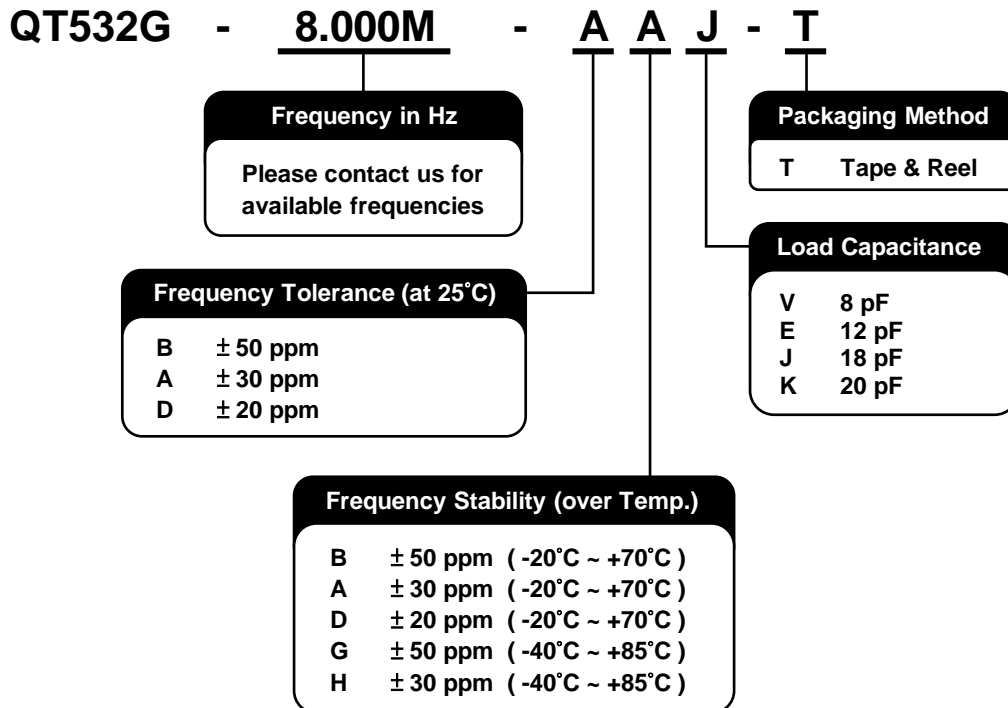 QT532G - 8.000M - A A J - T
Frequency in Hz
Please contact us for
available frequencies
Packaging Method
T Tape & Reel
Load Capacitance
V 8 pF
E 12 pF
J 18 pF
K 20 pF
Frequency Tolerance (at 25˚C)
B ± 50 ppm
A ± 30 ppm
D ± 20 ppm
Frequency Stability (over Temp.)
B ± 50 ppm ( -20˚C ~ +70˚C )
A ± 30 ppm ( -20˚C ~ +70˚C )
D ± 20 ppm ( -20˚C ~ +70˚C )
G ± 50 ppm ( -40˚C ~ +85˚C )
H ± 30 ppm ( -40˚C ~ +85˚C )